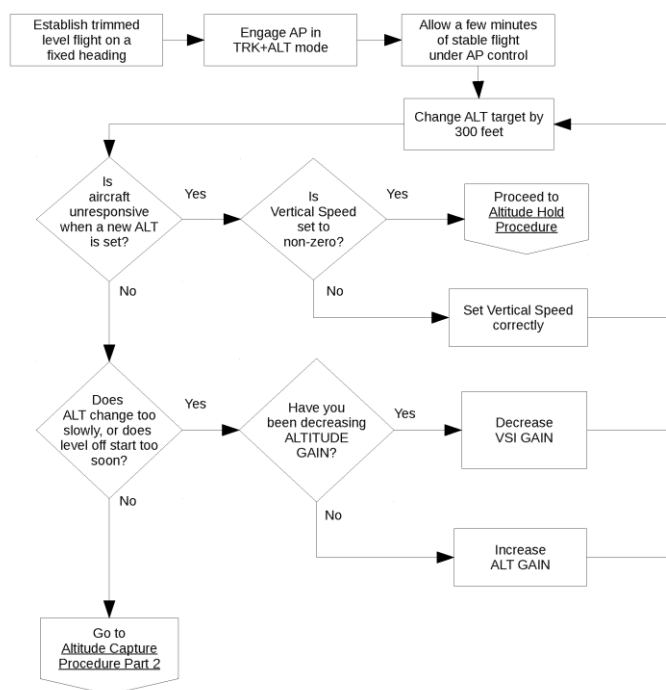 Establish trimmed
level flight on a
fixed heading
Engage AP in
TRK+ALT mode
Allow a few minutes
of stable flight
under AP control
Change ALT target by
300 feet
Is
aircraft
unresponsive
when a new ALT
is set?
Yes
Is
Vertical Speed
set to
non-zero?
Yes
Proceed to
Altitude Hold
Procedure
No
No
Set Vertical Speed
correctly
Does
ALT change too
slowly, or does
level off start too
soon?
Yes
Have you
been decreasing
ALTITUDE
GAIN?
Yes
Decrease
VSI GAIN
No
No
Increase
ALT GAIN
Go to
Altitude Capture
Procedure Part 2